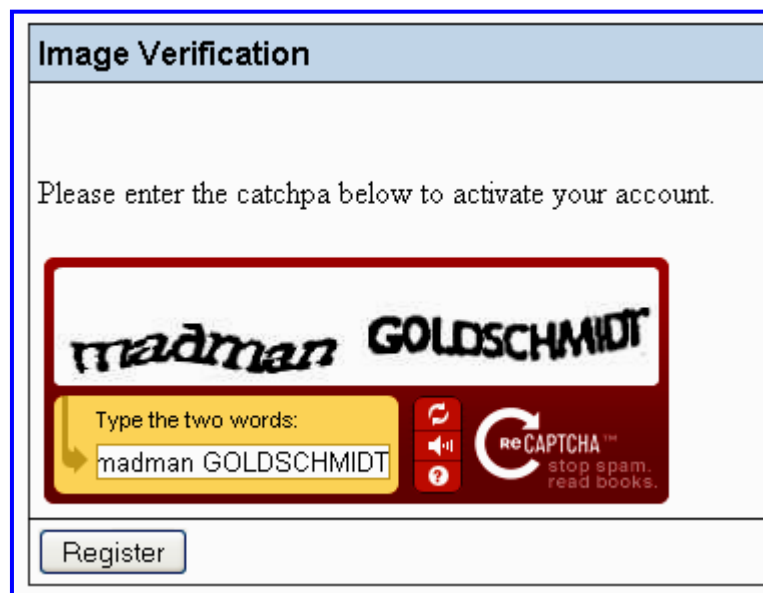 Image Verification
Please enter the catchpa below to activate your account.
madman GOLDSCHMIDT
Type the two words:
madman GOLDSCHMIDT
ReCAPTCHA™
stop spam.
read books.
Register